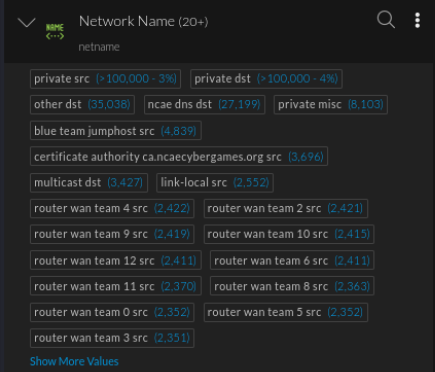 NAME
<···>
Network Name (20+)
netname
private src (>100,000 - 3%) private dst (>100,000 - 4%)
other dst (35,038) ncae dns dst (27,199) private misc (8,103)
blue team jumphost src (4,839)
certificate authority ca.ncaecybergames.org src (3,696)
multicast dst (3,427) link-local src (2,552)
router wan team 4 src (2,422) router wan team 2 src (2,421)
router wan team 9 src (2,419) router wan team 10 src (2,415)
router wan team 12 src (2,411) router wan team 6 src (2,411)
router wan team 11 src (2,370) router wan team 8 src (2,363)
router wan team 0 src (2,352) router wan team 5 src (2,352)
router wan team 3 src (2,351)
Show More Values